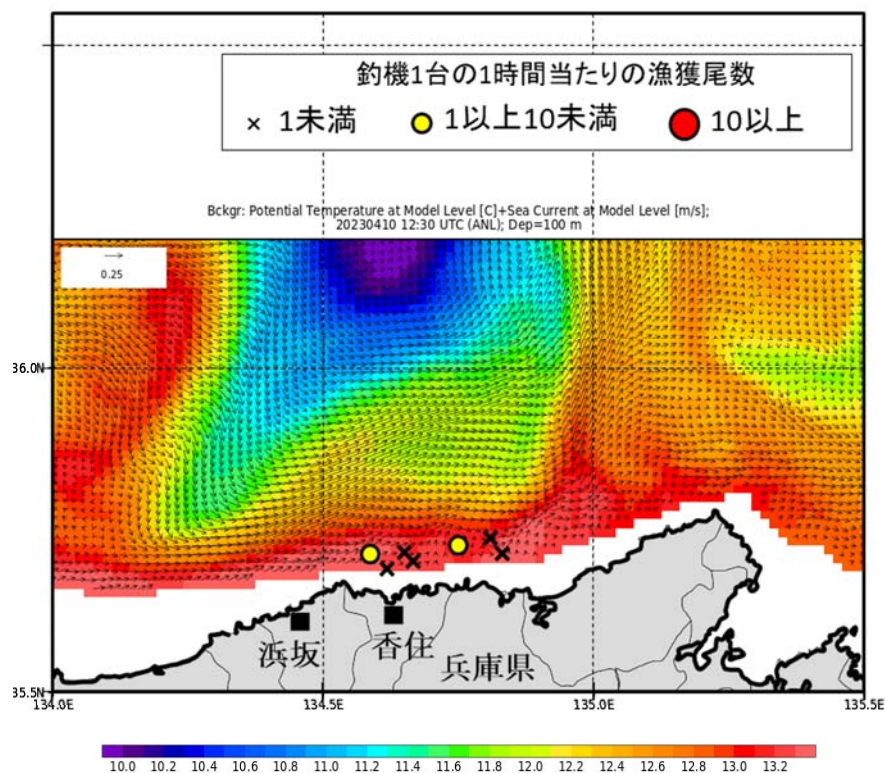 釣機1台の1時間当たりの漁獲尾数
× 1未満 1以上10未満 10以上
Bckgr: Potential Temperature at Model Level [C]+Sea Current at Model Level [m/s];
20230410 12:30 UTC (ANL); Dep=100 m
0.25
36.0N
浜坂 香住 兵庫県
35.5N
134.0E 134.5E 135.0E 135.5E
10.0 10.2 10.4 10.6 10.8 11.0 11.2 11.4 11.6 11.8 12.0 12.2 12.4 12.6 12.8 13.0 13.2